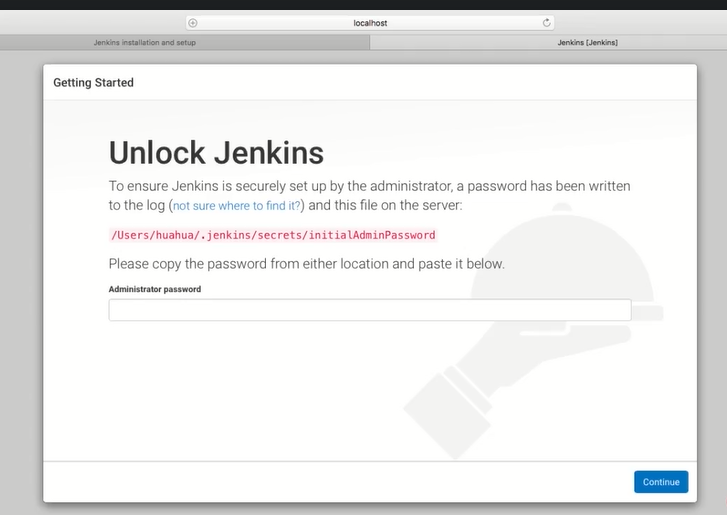 localhost
Jenkins installation and setup
Jenkins [Jenkins]
Getting Started
Unlock Jenkins
To ensure Jenkins is securely set up by the administrator, a password has been written
to the log (not sure where to find it?) and this file on the server:
/Users/huahua/.jenkins/secrets/initialAdminPassword
Please copy the password from either location and paste it below.
Administrator password
Continue